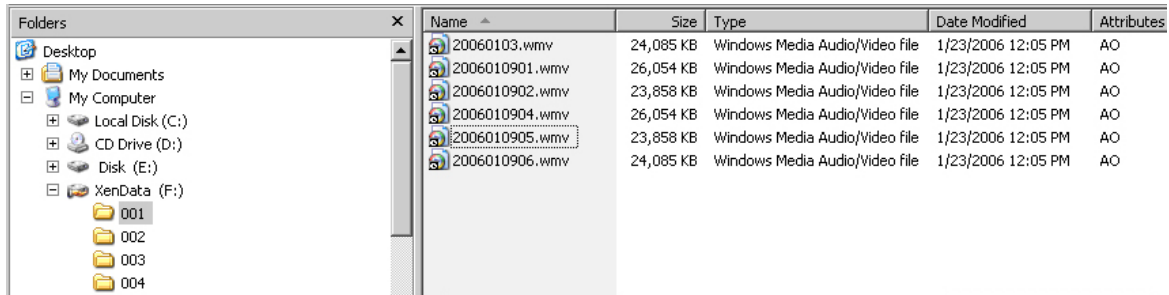 Folders
Desktop
My Documents
My Computer
Local Disk (C:)
CD Drive (D:)
Disk (E:)
XenData (F:)
001
002
003
004
Name Size Type Date Modified Attributes
20060103.wmv 24,085 KB Windows Media Audio/Video file 1/23/2006 12:05 PM AO
2006010901.wmv 26,054 KB Windows Media Audio/Video file 1/23/2006 12:05 PM AO
2006010902.wmv 23,858 KB Windows Media Audio/Video file 1/23/2006 12:05 PM AO
2006010904.wmv 26,054 KB Windows Media Audio/Video file 1/23/2006 12:05 PM AO
2006010905.wmv 23,858 KB Windows Media Audio/Video file 1/23/2006 12:05 PM AO
2006010906.wmv 24,085 KB Windows Media Audio/Video file 1/23/2006 12:05 PM AO